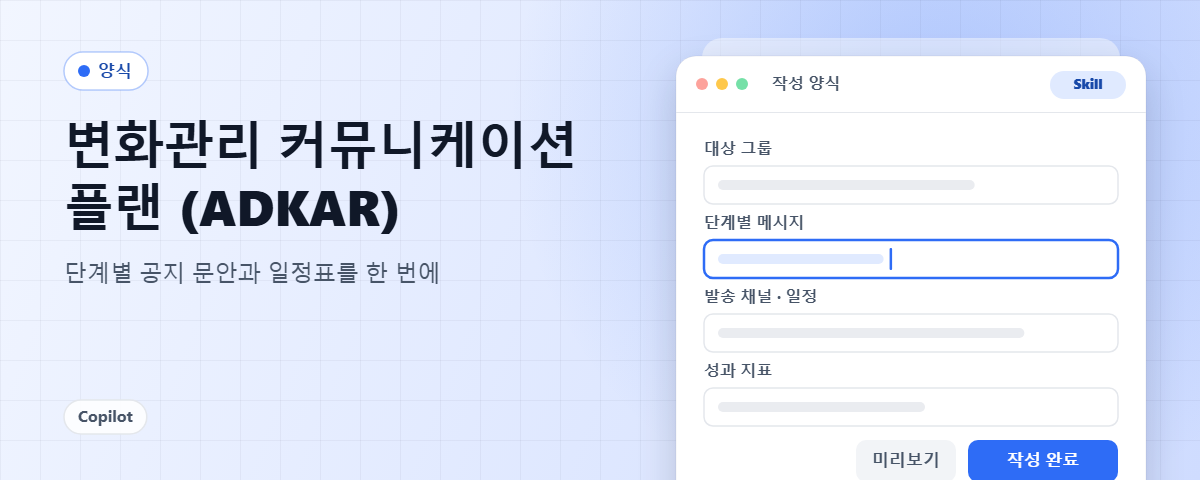 양식
변화관리 커뮤니케이션
플랜 (ADKAR)
단계별 공지 문안과 일정표를 한 번에
Copilot
작성 양식
Skill
대상 그룹
단계별 메시지
발송 채널 · 일정
성과 지표
미리보기
작성 완료